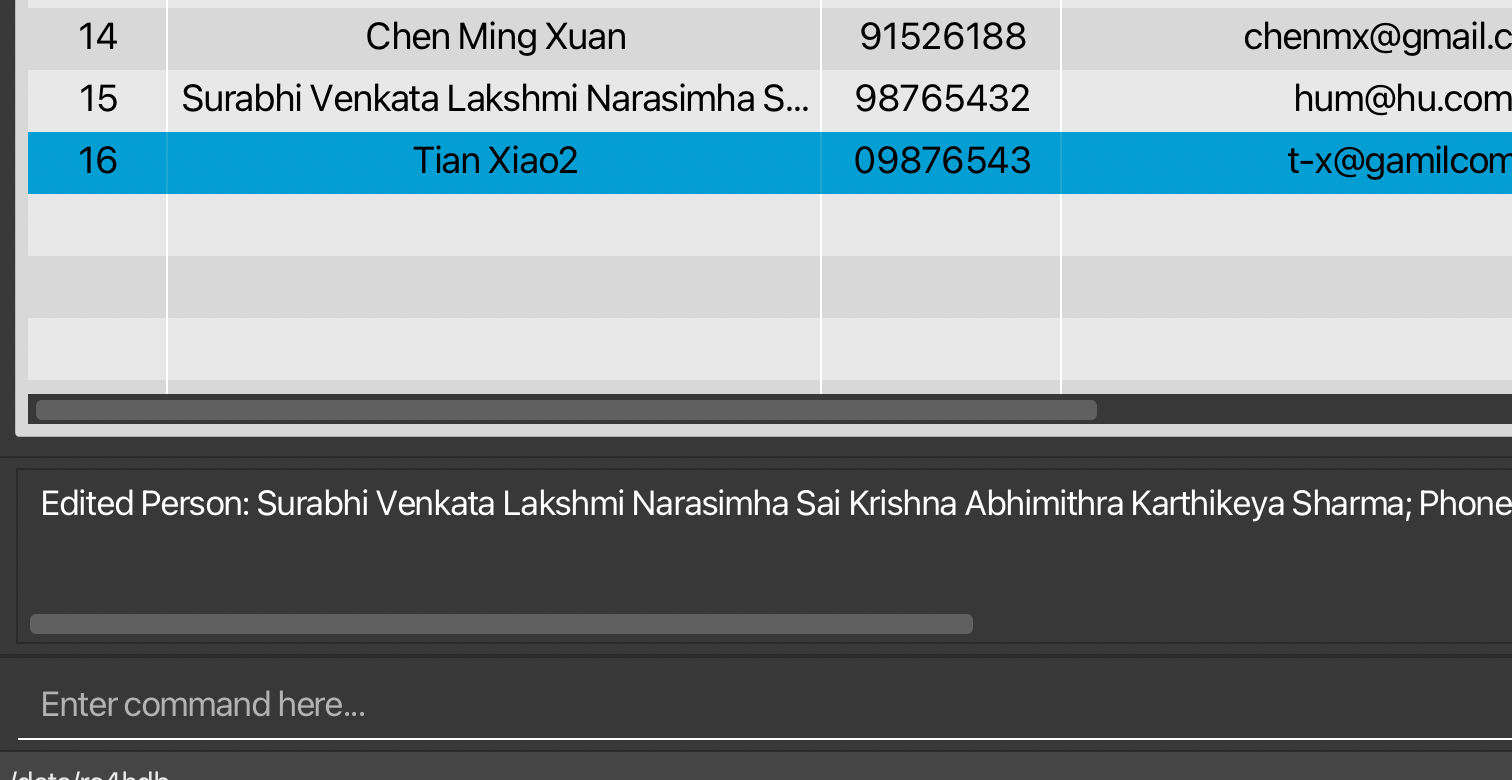 14 Chen Ming Xuan 91526188 chenmx@gmail.c
15 Surabhi Venkata Lakshmi Narasimha S... 98765432 hum@hu.com
16 Tian Xiao2 09876543 t-x@gamilcom
Edited Person: Surabhi Venkata Lakshmi Narasimha Sai Krishna Abhimithra Karthikeya Sharma; Phone
Enter command here...